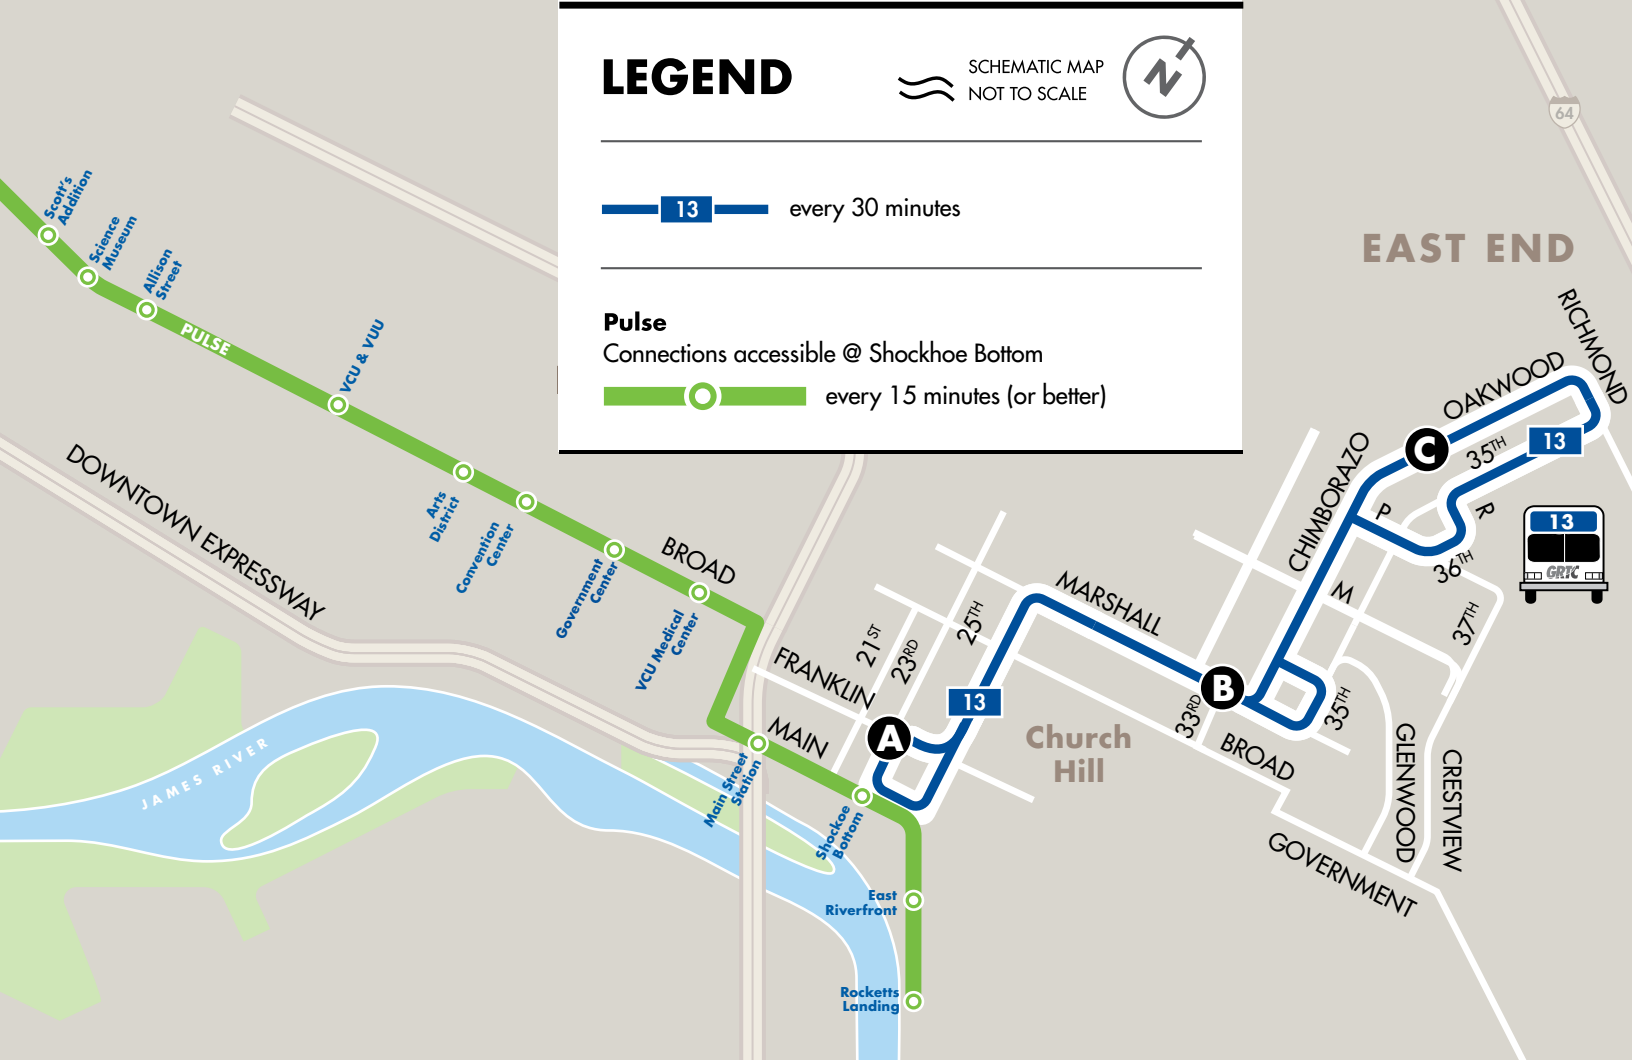 LEGEND
SCHEMATIC MAP
NOT TO SCALE
N
13
every 30 minutes
Pulse
Connections accessible @ Shockhoe Bottom
every 15 minutes (or better)
64
EAST END
Scott's
Addition
Science
Museum
Allison
Street
PULSE
VCU & VUU
DOWNTOWN EXPRESSWAY
Arts
District
Convention
Center
Government
Center
BROAD
VCU Medical
Center
JAMES RIVER
FRANKLIN
MAIN
Main Street
Station
Shockoe
Bottom
East
Riverfront
Rocketts
Landing
21ST
23RD
25TH
A
13
MARSHALL
Church
Hill
B
33RD
BROAD
35TH
GOVERNMENT
GLENWOOD
CRESTVIEW
CHIMBORAZO
C
OAKWOOD
RICHMOND
35TH
13
P
R
36TH
M
37TH
13
GRTC